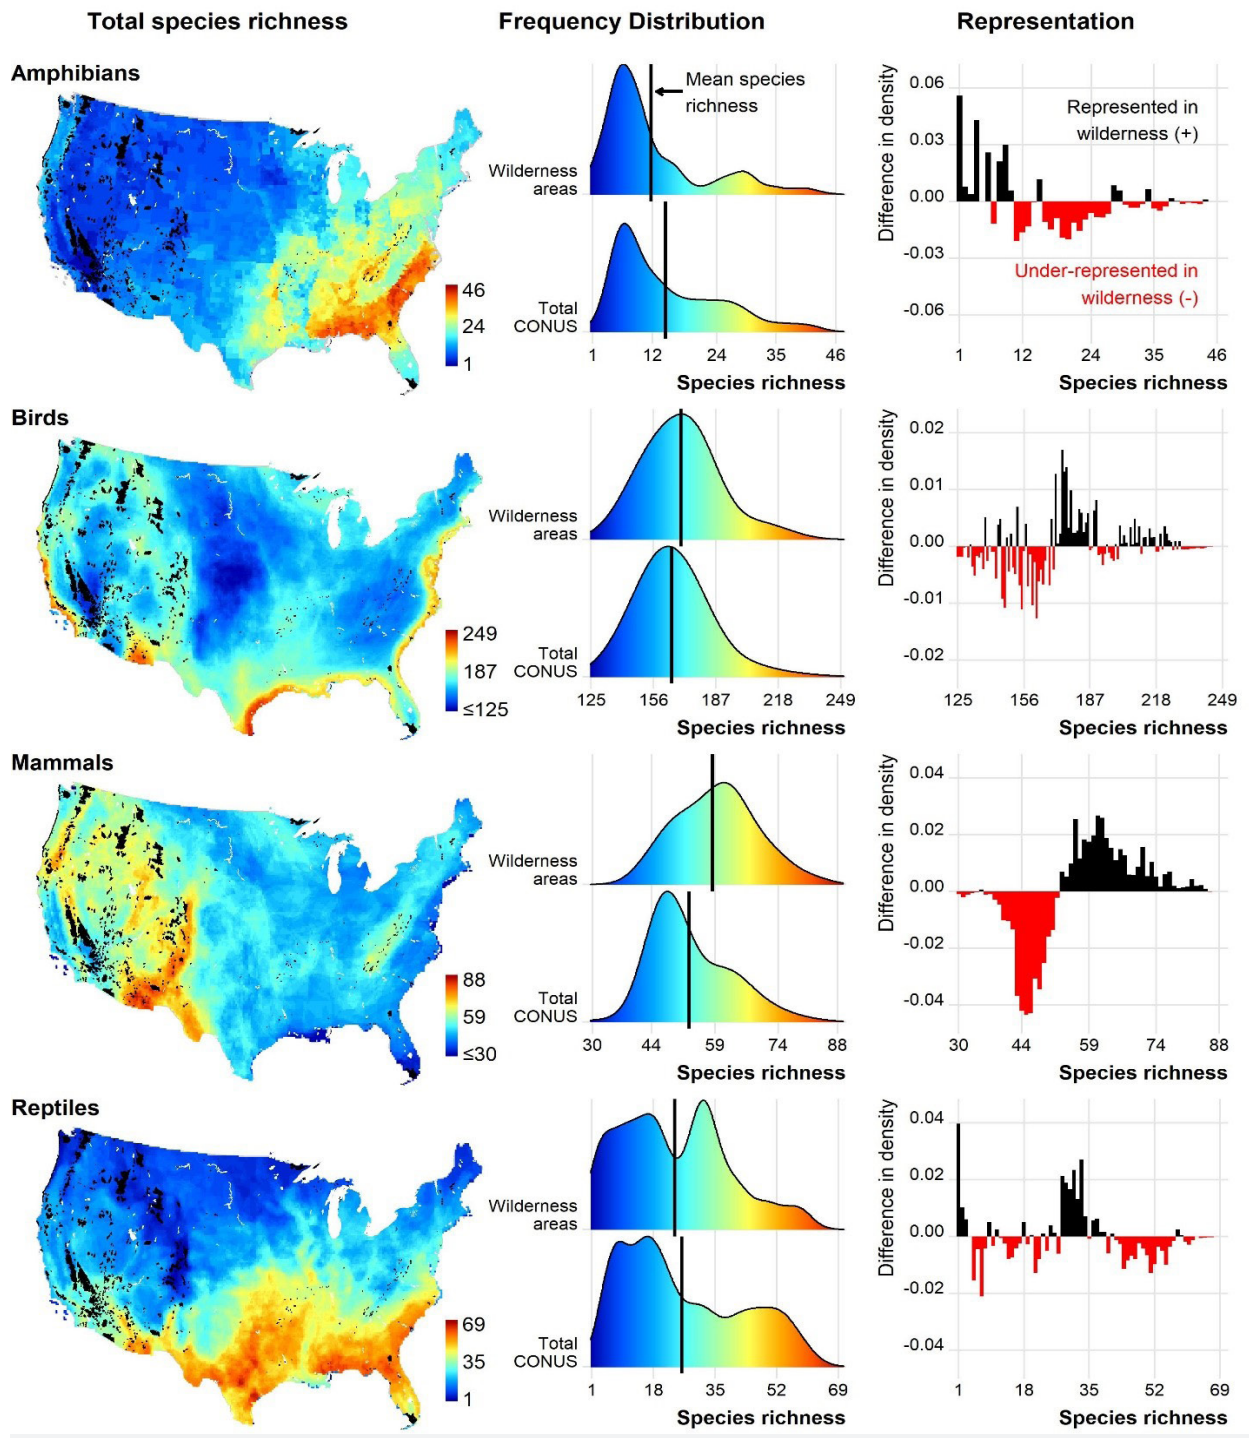 Total species richness
Frequency Distribution
Representation
Amphibians
46
24
1
Mean species
richness
Wilderness
areas
Total
CONUS
1 12 24 35 46
Species richness
Difference in density
0.06
0.03
0.00
-0.03
-0.06
Represented in
wilderness (+)
Under-represented in
wilderness (-)
1 12 24 35 46
Species richness
Birds
249
187
≤125
Wilderness
areas
Total
CONUS
125 156 187 218 249
Species richness
Difference in density
0.02
0.01
0.00
-0.01
-0.02
125 156 187 218 249
Species richness
Mammals
88
59
≤30
Wilderness
areas
Total
CONUS
30 44 59 74 88
Species richness
Difference in density
0.04
0.02
0.00
-0.02
-0.04
30 44 59 74 88
Species richness
Reptiles
69
35
1
Wilderness
areas
Total
CONUS
1 18 35 52 69
Species richness
Difference in density
0.04
0.02
0.00
-0.02
-0.04
1 18 35 52 69
Species richness